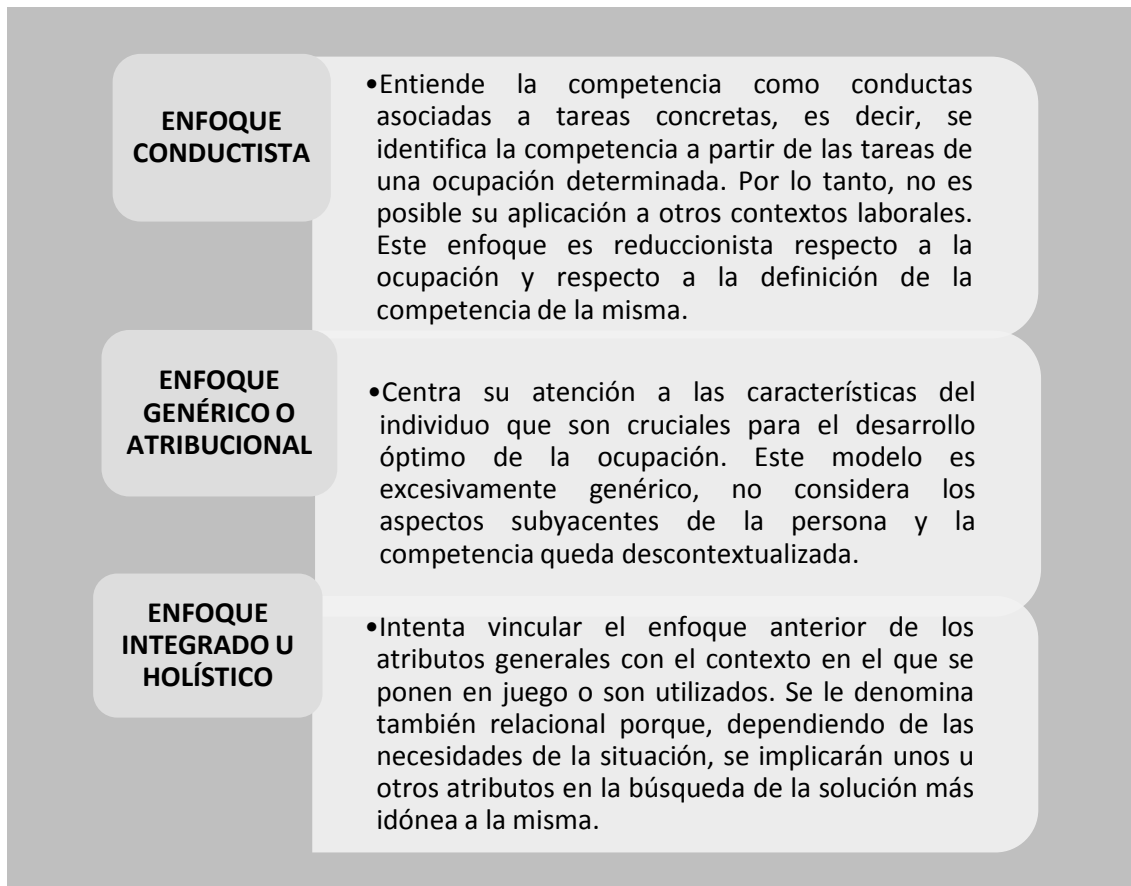 ENFOQUE
CONDUCTISTA
•Entiende la competencia como conductas
asociadas a tareas concretas, es decir, se
identifica la competencia a partir de las tareas de
una ocupación determinada. Por lo tanto, no es
posible su aplicación a otros contextos laborales.
Este enfoque es reduccionista respecto a la
ocupación y respecto a la definición de la
competencia de la misma.
ENFOQUE
GENÉRICO O
ATRIBUCIONAL
•Centra su atención a las características del
individuo que son cruciales para el desarrollo
óptimo de la ocupación. Este modelo es
excesivamente genérico, no considera los
aspectos subyacentes de la persona y la
competencia queda descontextualizada.
ENFOQUE
INTEGRADO U
HOLÍSTICO
•Intenta vincular el enfoque anterior de los
atributos generales con el contexto en el que se
ponen en juego o son utilizados. Se le denomina
también relacional porque, dependiendo de las
necesidades de la situación, se implicarán unos u
otros atributos en la búsqueda de la solución más
idónea a la misma.